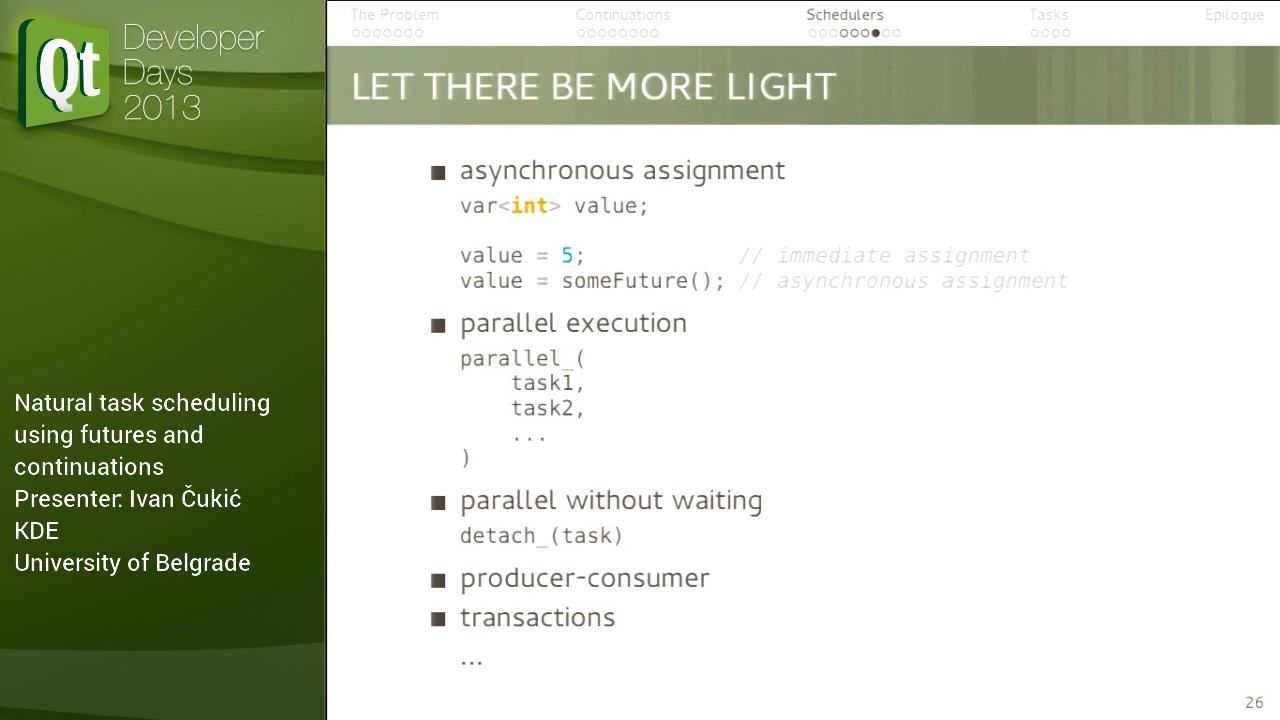 Qt
Developer
Days
2013
Natural task scheduling
using futures and
continuations
Presenter: Ivan Čukić
KDE
University of Belgrade
The Problem Continuations Schedulers Tasks Epilogue
LET THERE BE MORE LIGHT
asynchronous assignment
var<int> value;
value = 5; // immediate assignment
value = someFuture(); // asynchronous assignment
parallel execution
parallel_(
task1,
task2,
...
)
parallel without waiting
detach_(task)
producer-consumer
transactions
...
26